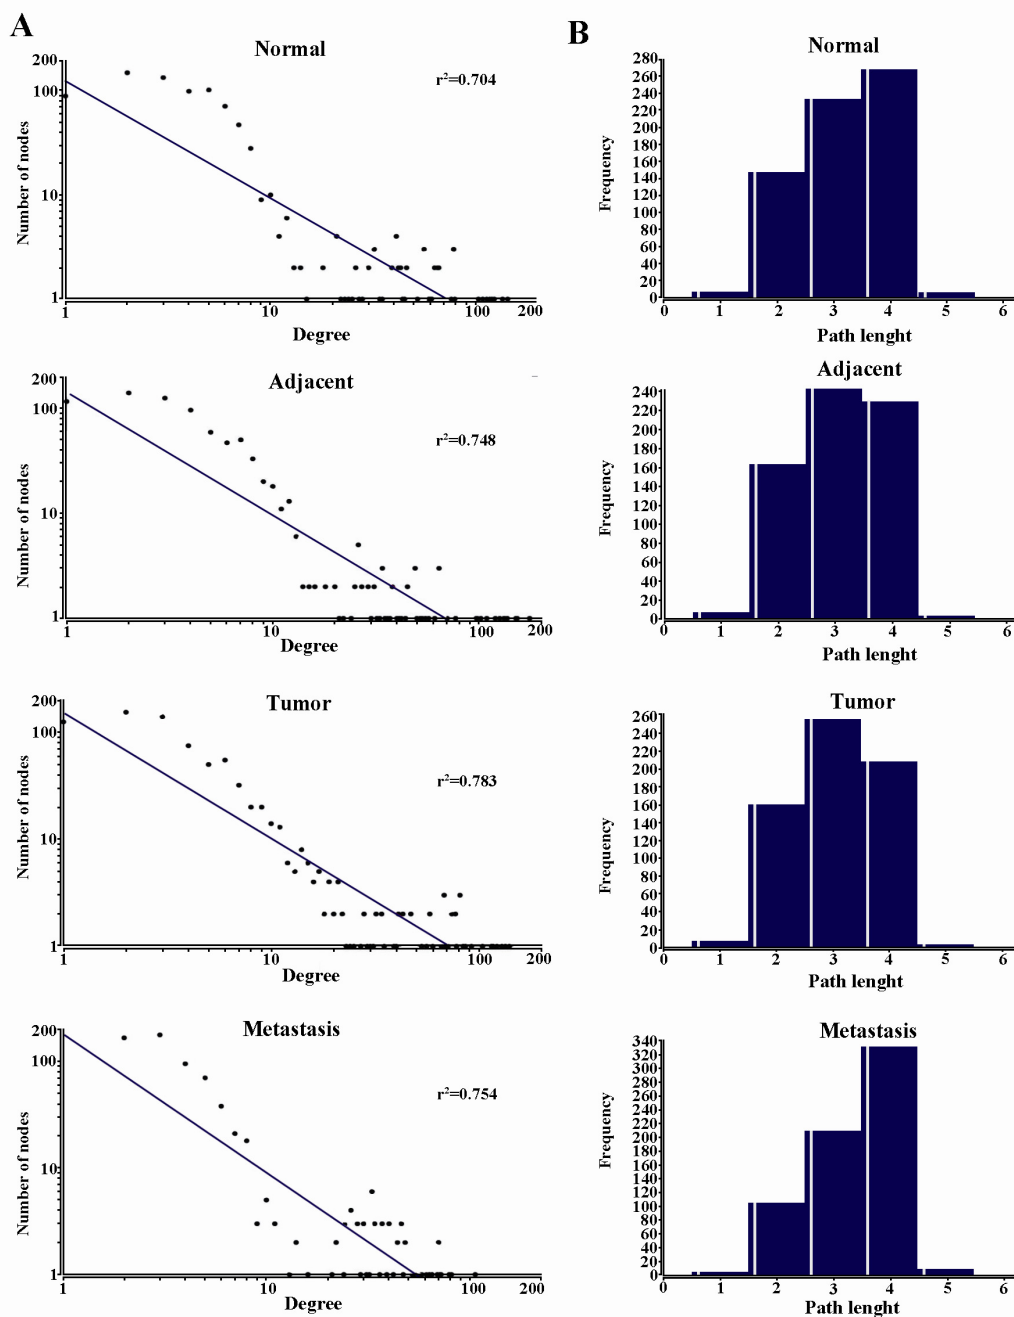 A
Normal
r²=0.704
Number of nodes
200
100
10
1
1 10 100 200
Degree
Adjacent
r²=0.748
Number of nodes
200
100
10
1
1 10 100 200
Degree
Tumor
r²=0.783
Number of nodes
200
100
10
1
1 10 100 200
Degree
Metastasis
r²=0.754
Number of nodes
200
100
10
1
1 10 100 200
Degree
B
Normal
Frequency
280
260
240
220
200
180
160
140
120
100
80
60
40
20
0
0 1 2 3 4 5 6
Path lenght
Adjacent
Frequency
240
220
200
180
160
140
120
100
80
60
40
20
0
0 1 2 3 4 5 6
Path lenght
Tumor
Frequency
260
240
220
200
180
160
140
120
100
80
60
40
20
0
0 1 2 3 4 5 6
Path lenght
Metastasis
Frequency
340
320
300
280
260
240
220
200
180
160
140
120
100
80
60
40
20
0
0 1 2 3 4 5 6
Path lenght